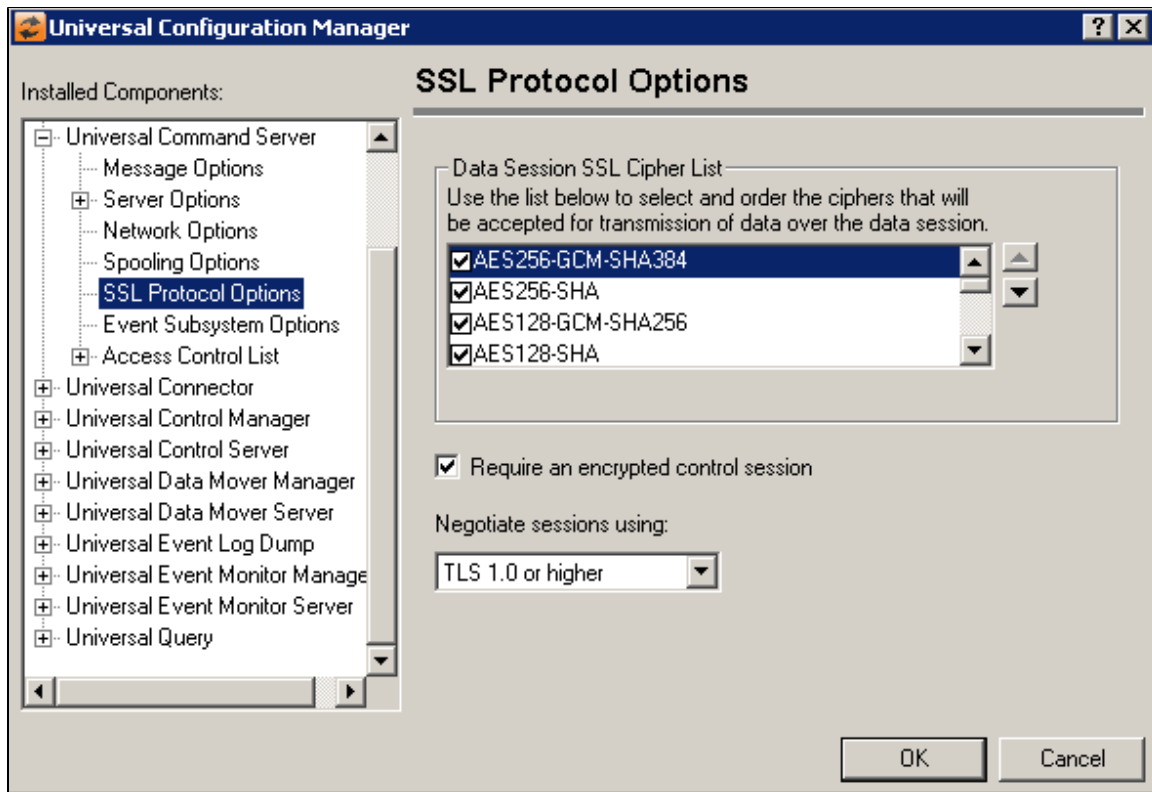 Universal Configuration Manager
Installed Components:
Universal Command Server
Message Options
Server Options
Network Options
Spooling Options
SSL Protocol Options
Event Subsystem Options
Access Control List
Universal Connector
Universal Control Manager
Universal Control Server
Universal Data Mover Manager
Universal Data Mover Server
Universal Event Log Dump
Universal Event Monitor Manage
Universal Event Monitor Server
Universal Query
SSL Protocol Options
Data Session SSL Cipher List
Use the list below to select and order the ciphers that will
be accepted for transmission of data over the data session.
AES256-GCM-SHA384
AES256-SHA
AES128-GCM-SHA256
AES128-SHA
Require an encrypted control session
Negotiate sessions using:
TLS 1.0 or higher
OK
Cancel